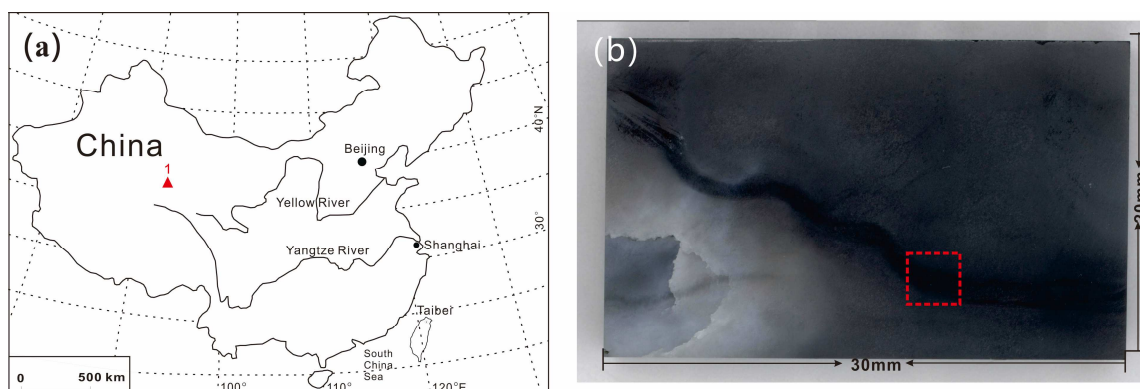 (a)
China
1
Beijing
Yellow River
Yangtze River
Shanghai
Taibei
South
China
Sea
40°N
30°
0 500 km
100°
110°
120°E
(b)
20mm
30mm